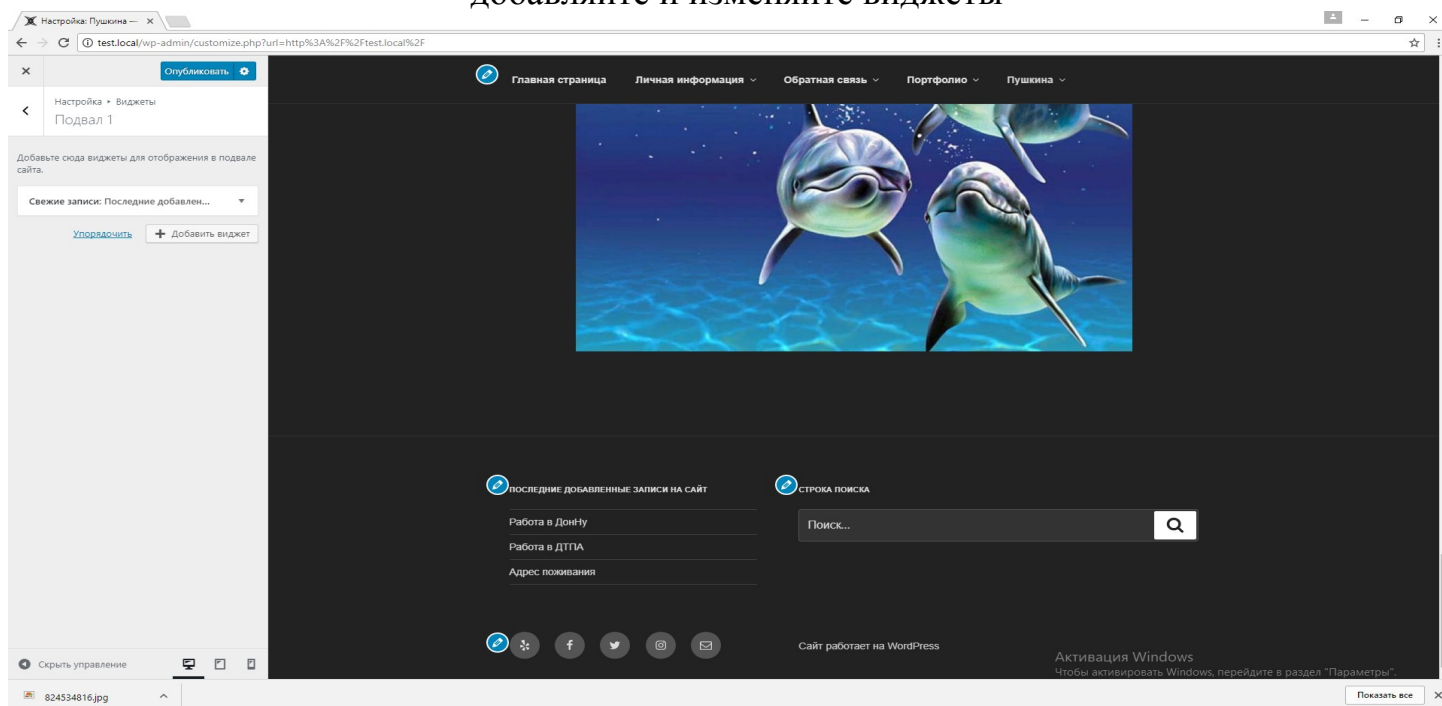 добавляйте и изменяйте виджеты
Настройка: Пушкина —
test.local/wp-admin/customize.php?url=http%3A%2F%2Ftest.local%2F
Опубликовать
Настройка ▸ Виджеты
Подвал 1
Добавьте сюда виджеты для отображения в подвале
сайта.
Свежие записи: Последние добавлен...
Упорядочить
Добавить виджет
Скрыть управление
Главная страница Личная информация Обратная связь Портфолио Пушкина
ПОСЛЕДНИЕ ДОБАВЛЕННЫЕ ЗАПИСИ НА САЙТ
Работа в ДонНу
Работа в ДТПА
Адрес поживания
СТРОКА ПОИСКА
Поиск...
Сайт работает на WordPress
Активация Windows
Чтобы активировать Windows, перейдите в раздел "Параметры".
824534816.jpg
Показать все